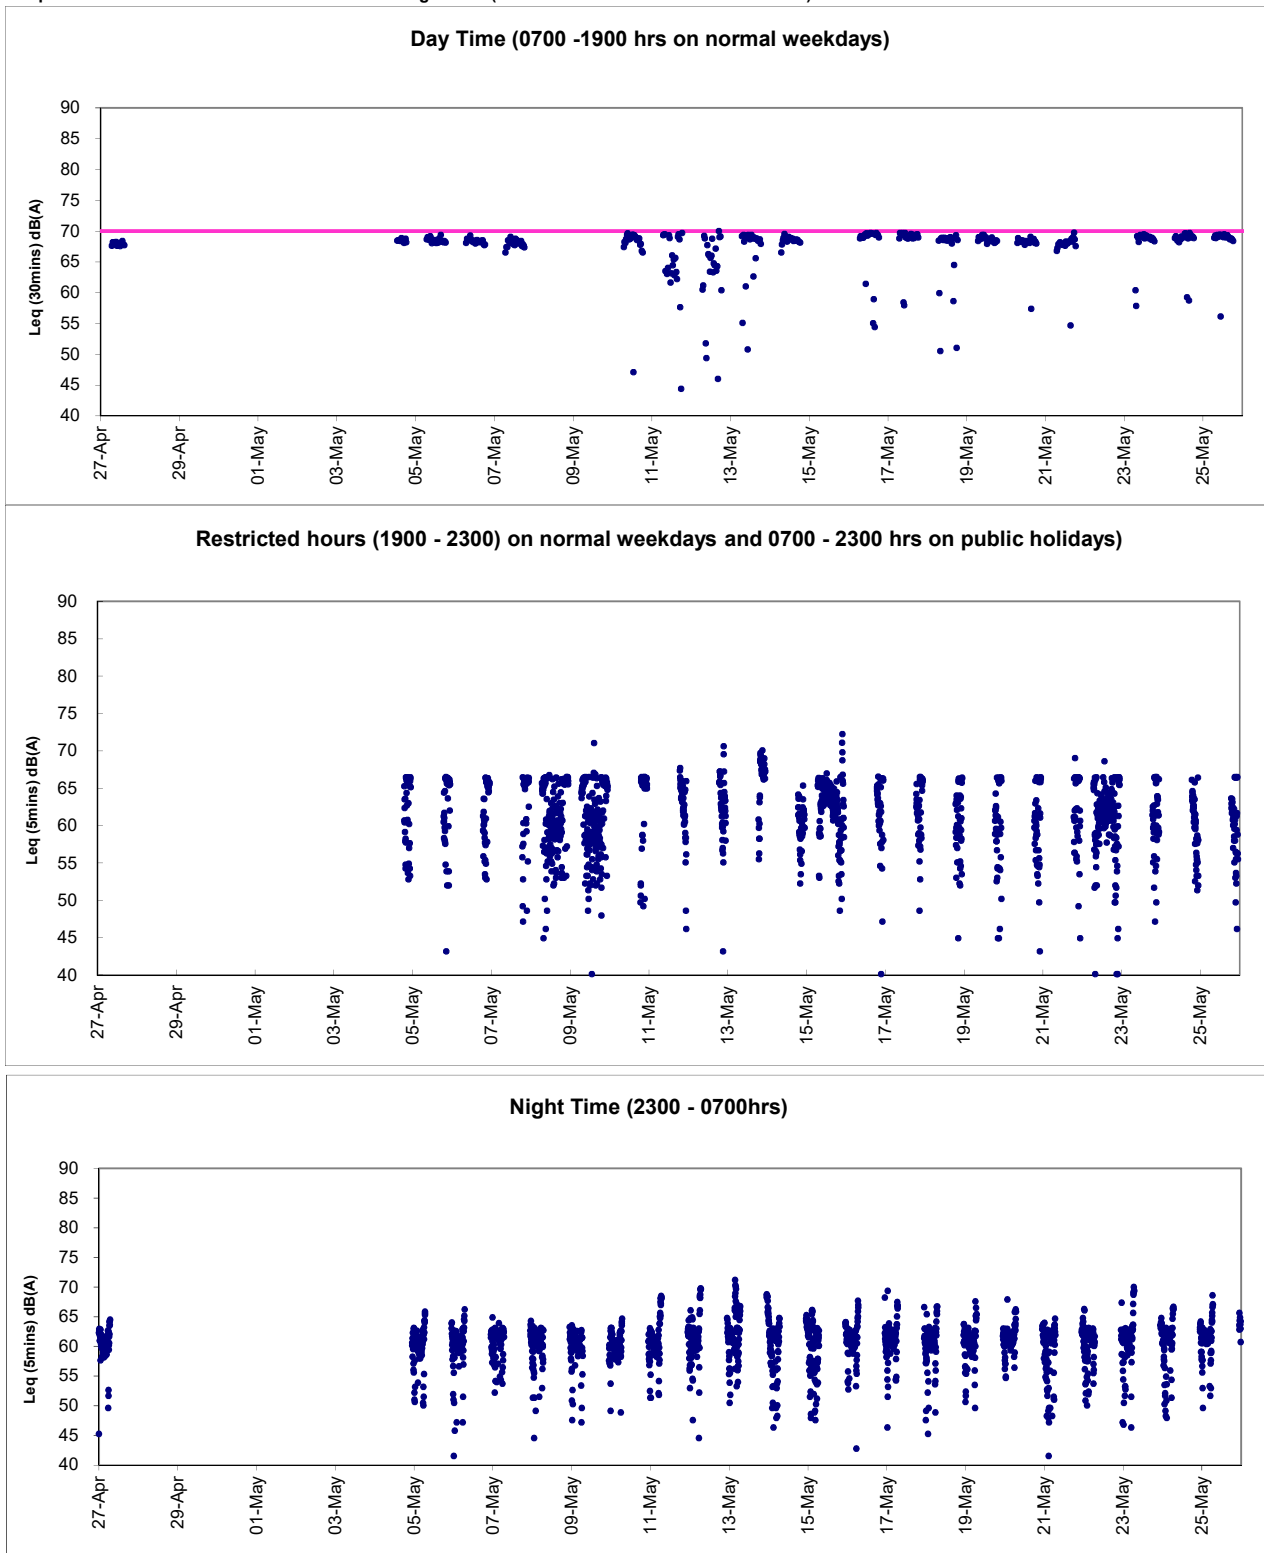 Day Time (0700 -1900 hrs on normal weekdays)
Leq (30mins) dB(A)
90
85
80
75
70
65
60
55
50
45
40
27-Apr
29-Apr
01-May
03-May
05-May
07-May
09-May
11-May
13-May
15-May
17-May
19-May
21-May
23-May
25-May
Restricted hours (1900 - 2300) on normal weekdays and 0700 - 2300 hrs on public holidays)
Leq (5mins) dB(A)
90
85
80
75
70
65
60
55
50
45
40
27-Apr
29-Apr
01-May
03-May
05-May
07-May
09-May
11-May
13-May
15-May
17-May
19-May
21-May
23-May
25-May
Night Time (2300 - 0700hrs)
Leq (5mins) dB(A)
90
85
80
75
70
65
60
55
50
45
40
27-Apr
29-Apr
01-May
03-May
05-May
07-May
09-May
11-May
13-May
15-May
17-May
19-May
21-May
23-May
25-May